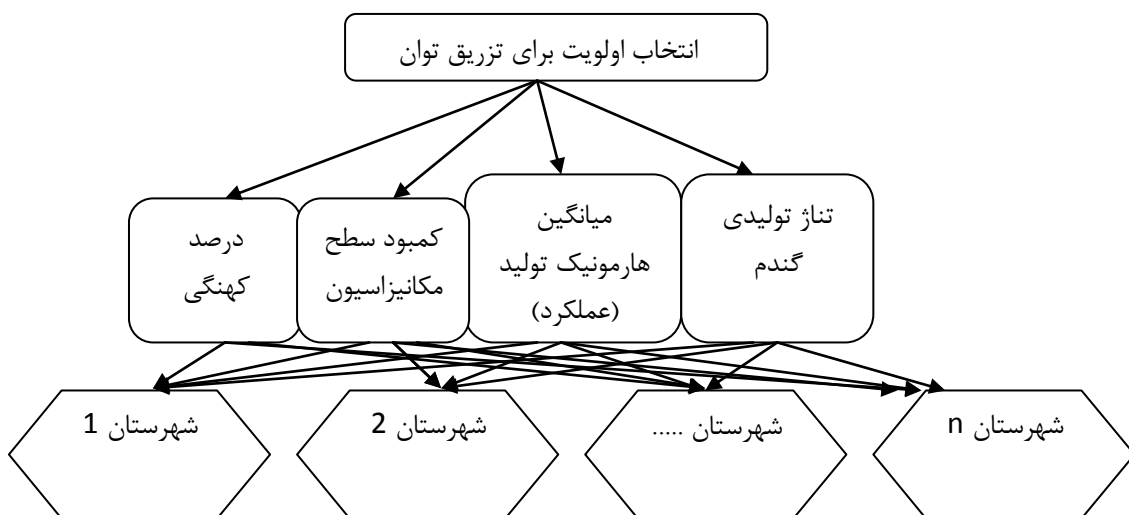 انتخاب اولویت برای تزریق توان
تناژ تولیدی
گندم
میانگین
هارمونیک تولید
(عملکرد)
کمبود سطح
مکانیزاسیون
درصد
کهنگی
شهرستان 1
شهرستان 2
شهرستان .....
شهرستان n